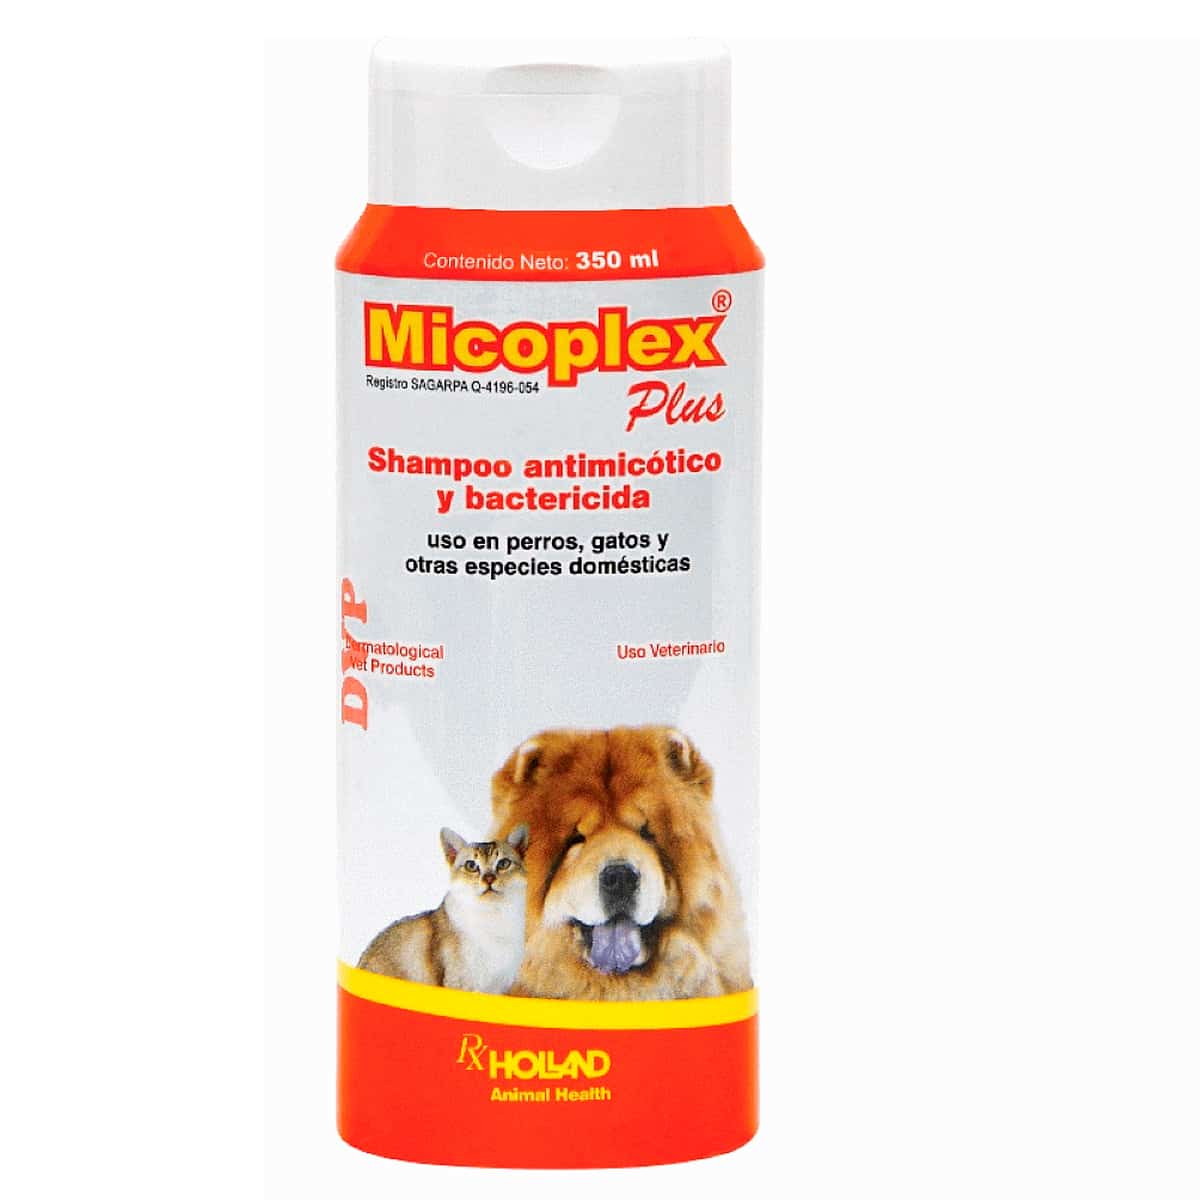 Contenido Neto: 350 ml
Micoplex®
Registro SAGARPA Q-4196-054
Plus
Shampoo antimicótico
y bactericida
uso en perros, gatos y
otras especies domésticas
DVP
Dermatological
Vet Products
Uso Veterinario
Rx HOLLAND
Animal Health